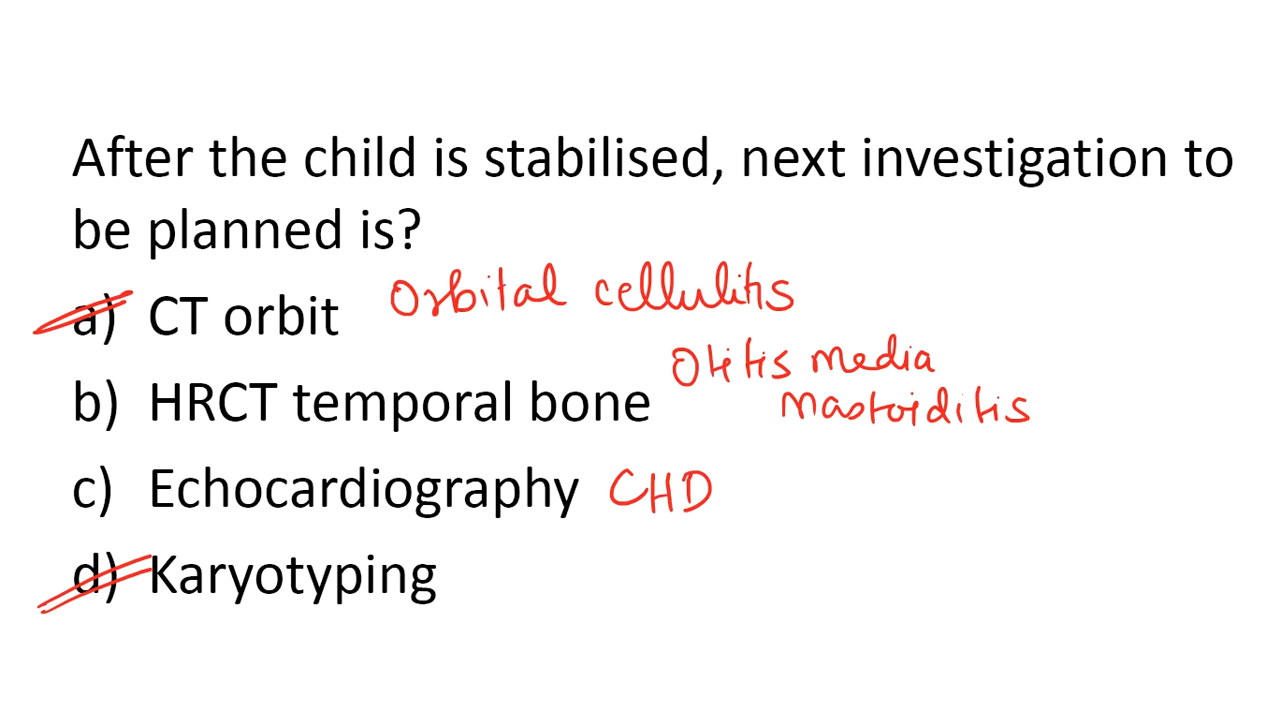 After the child is stabilised, next investigation to
be planned is?
a) CT orbit Orbital cellulitis
b) HRCT temporal bone Otitis media
Mastoiditis
c) Echocardiography CHD
d) Karyotyping